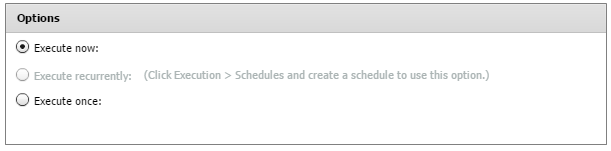 Options
Execute now:
Execute recurrently: (Click Execution > Schedules and create a schedule to use this option.)
Execute once: